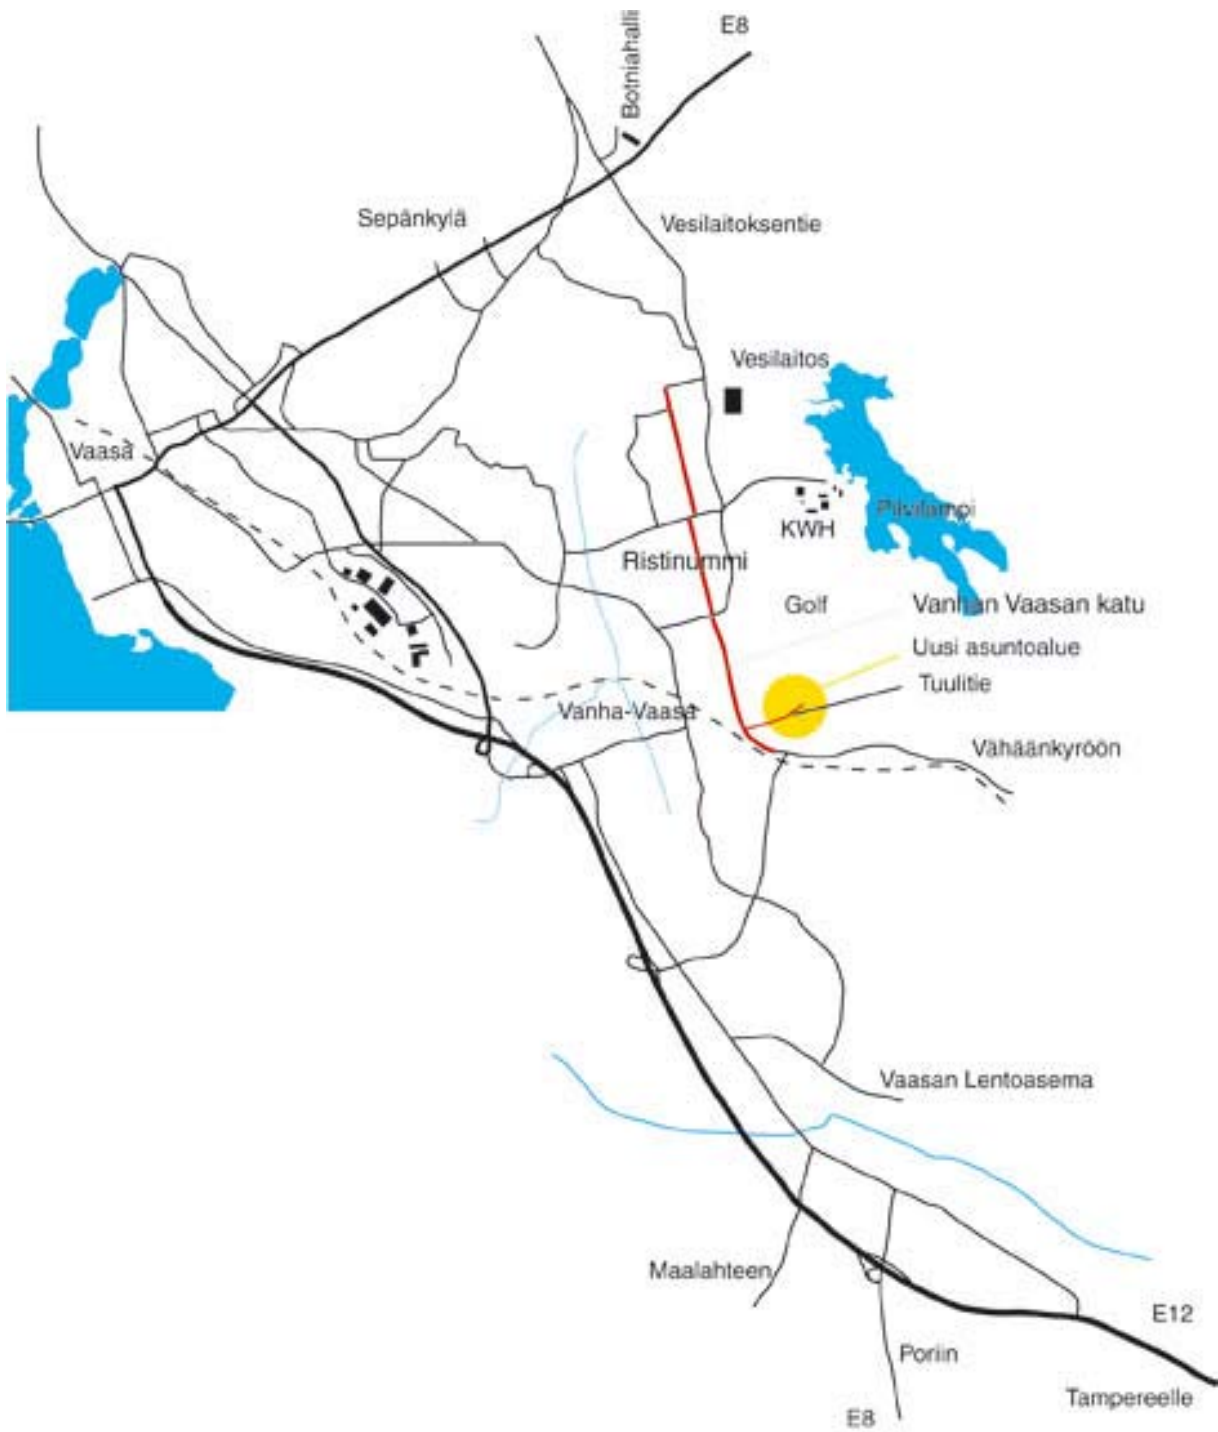 E8
Botniahalli
Sepänkylä
Vesilaitoksentie
Vesilaitos
Vaasa
Pilvilampi
KWH
Ristinummi
Golf
Vanhan Vaasan katu
Uusi asuntoalue
Tuulitie
Vanha-Vaasa
Vähäänkyröön
Vaasan Lentoasema
Maalahteen
E12
Poriin
Tampereelle
E8